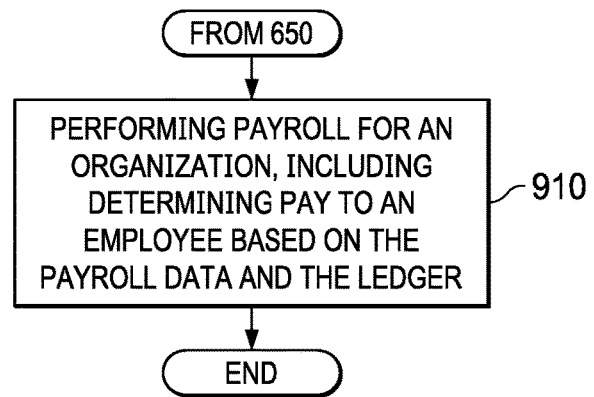 FROM 650
PERFORMING PAYROLL FOR AN
ORGANIZATION, INCLUDING
DETERMINING PAY TO AN
EMPLOYEE BASED ON THE
PAYROLL DATA AND THE LEDGER
910
END